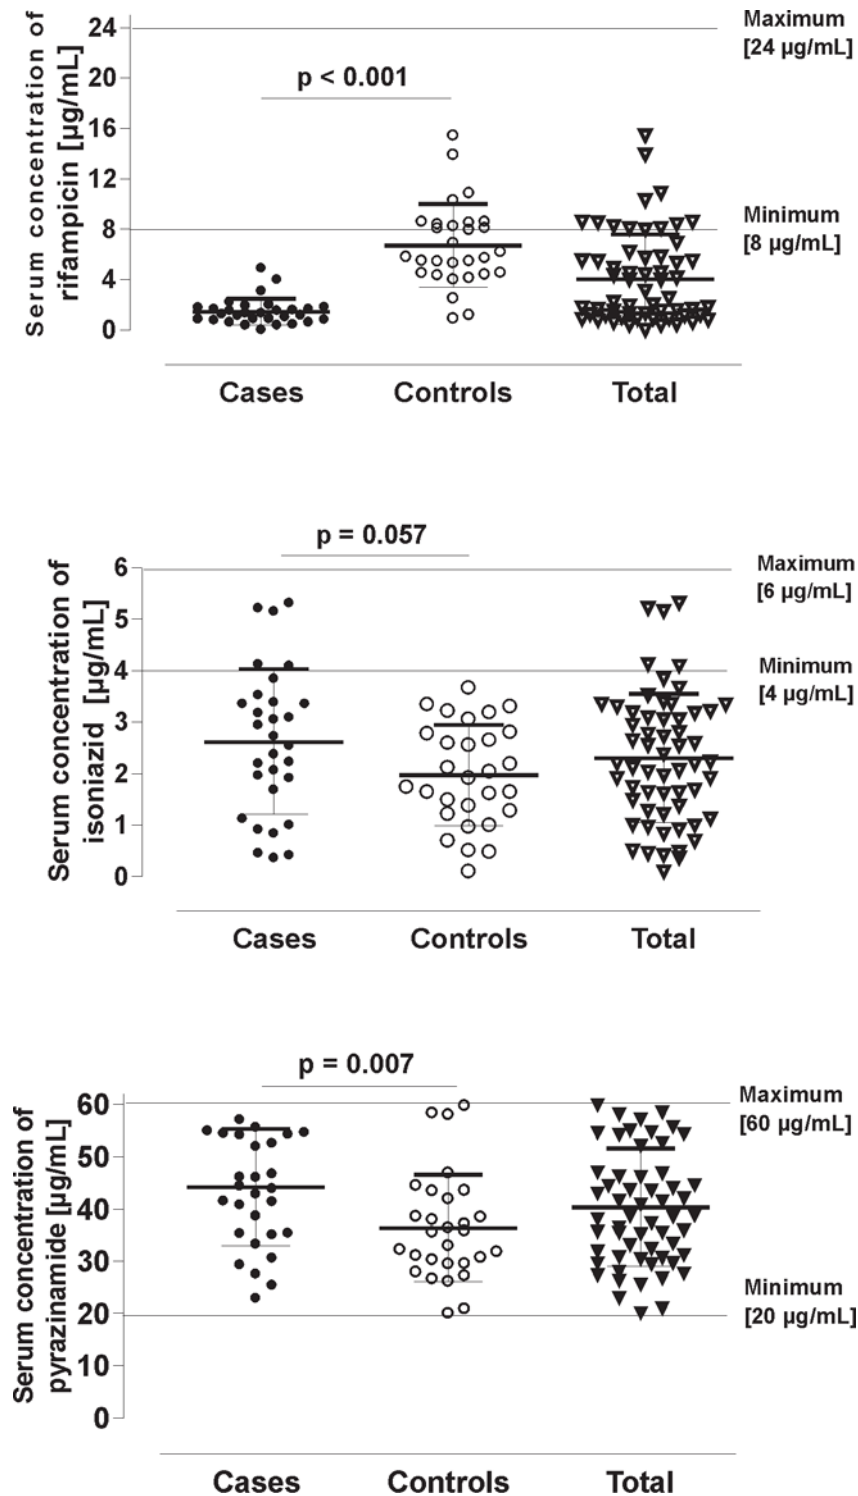 Serum concentration of
rifampicin [µg/mL]
24
20
16
12
8
4
0
p < 0.001
Maximum
[24 µg/mL]
Minimum
[8 µg/mL]
Cases Controls Total
Serum concentration of
isoniazid [µg/mL]
6
5
4
3
2
1
0
p = 0.057
Maximum
[6 µg/mL]
Minimum
[4 µg/mL]
Cases Controls Total
Serum concentration of
pyrazinamide [µg/mL]
60
50
40
30
20
10
0
p = 0.007
Maximum
[60 µg/mL]
Minimum
[20 µg/mL]
Cases Controls Total